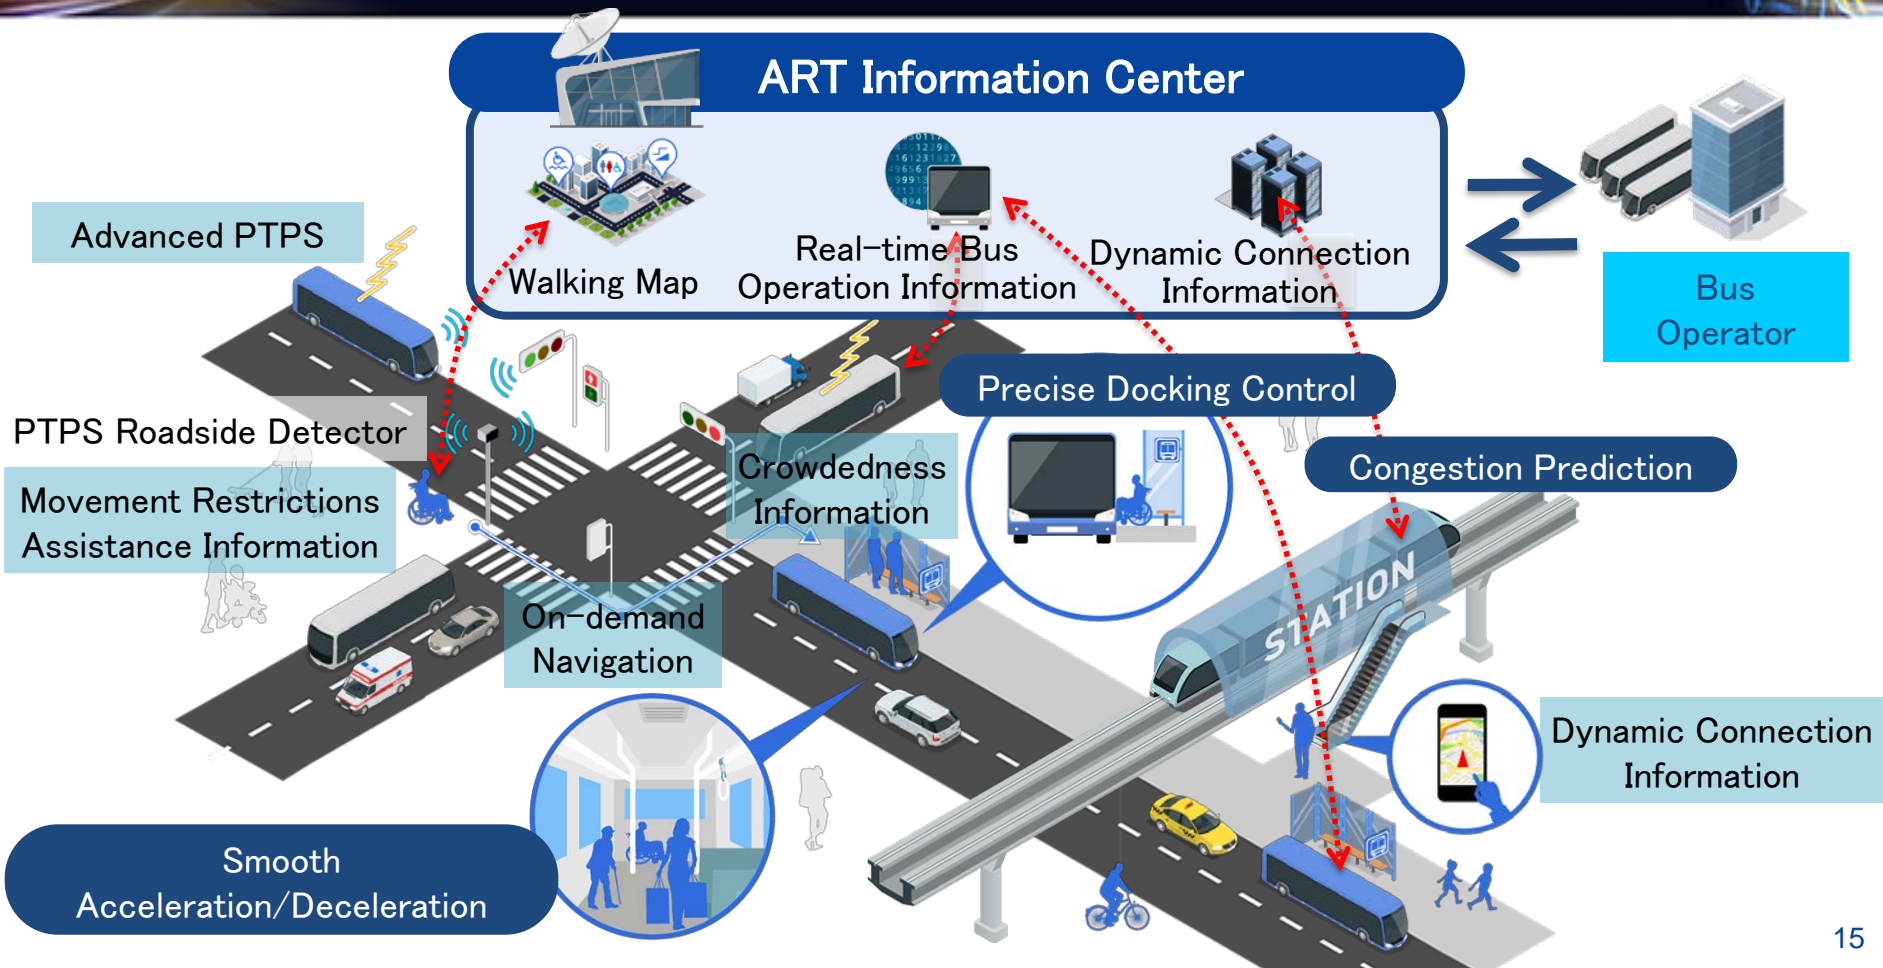 ART Information Center
Walking Map
Real-time Bus
Operation Information
Dynamic Connection
Information
Bus
Operator
Advanced PTPS
PTPS Roadside Detector
Movement Restrictions
Assistance Information
Crowdedness
Information
On-demand
Navigation
Precise Docking Control
Congestion Prediction
STATION
Dynamic Connection
Information
Smooth
Acceleration/Deceleration
15